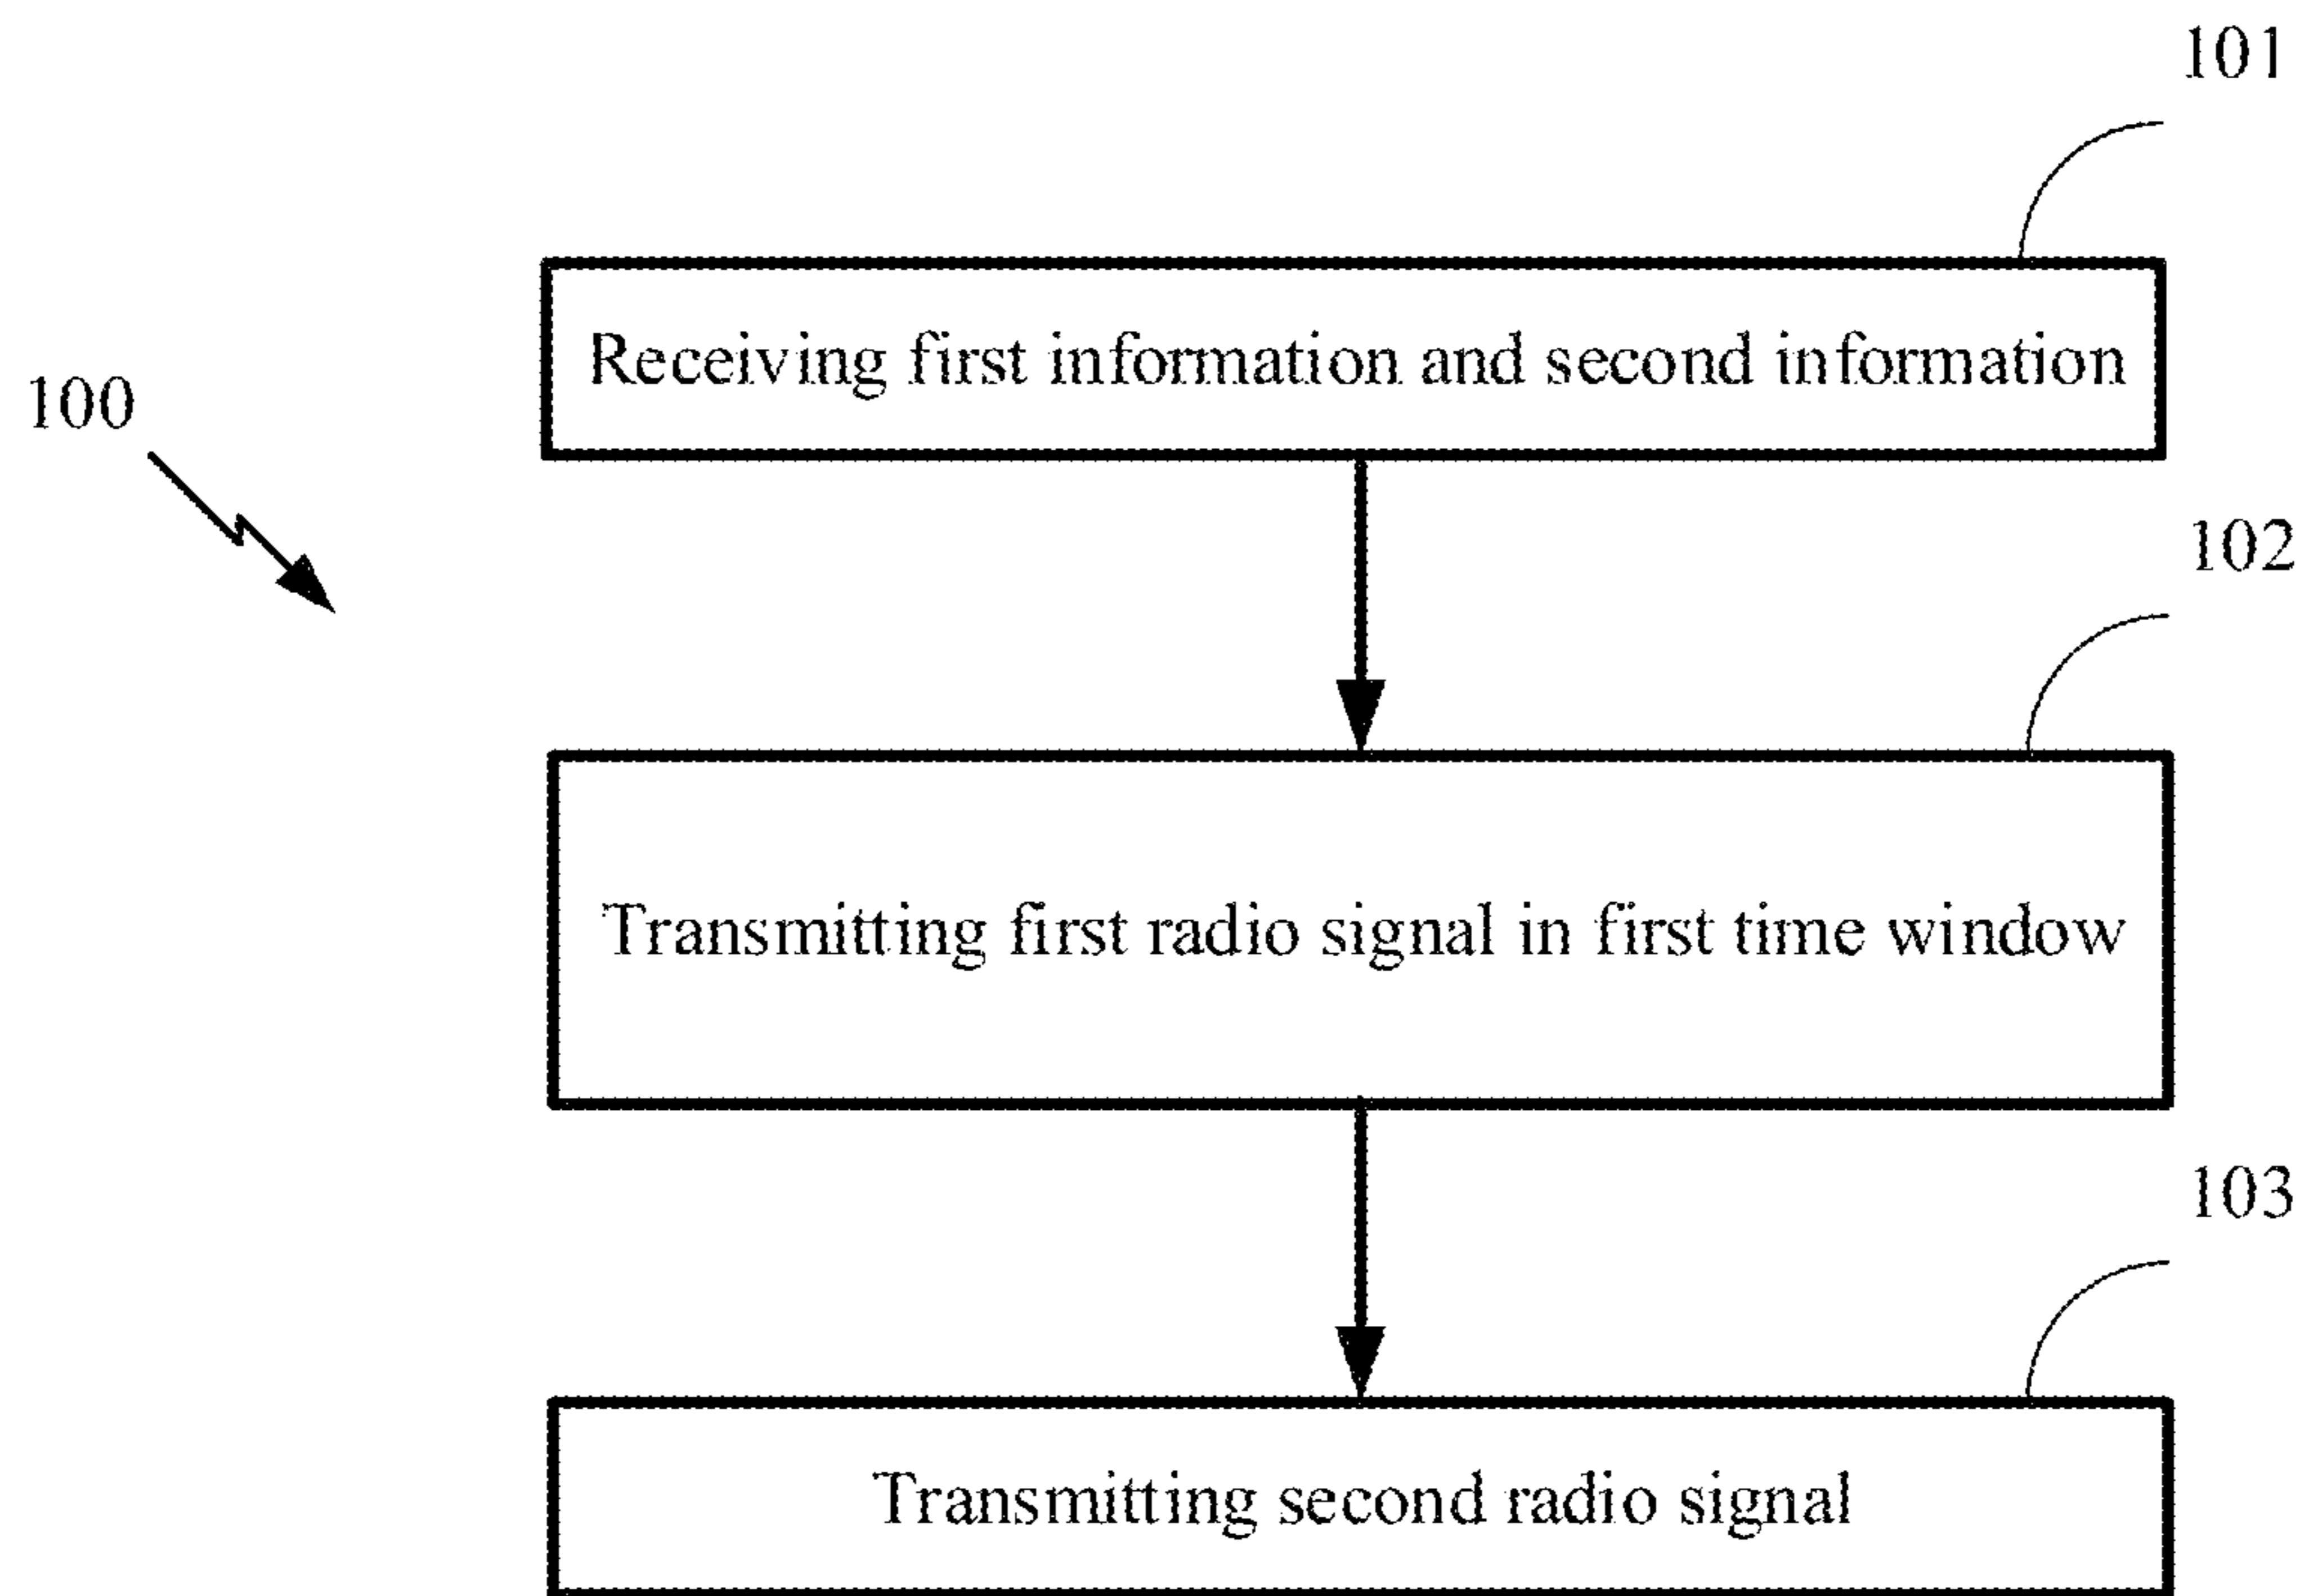 101
Receiving first information and second information
100
102
Transmitting first radio signal in first time window
103
Transmitting second radio signal